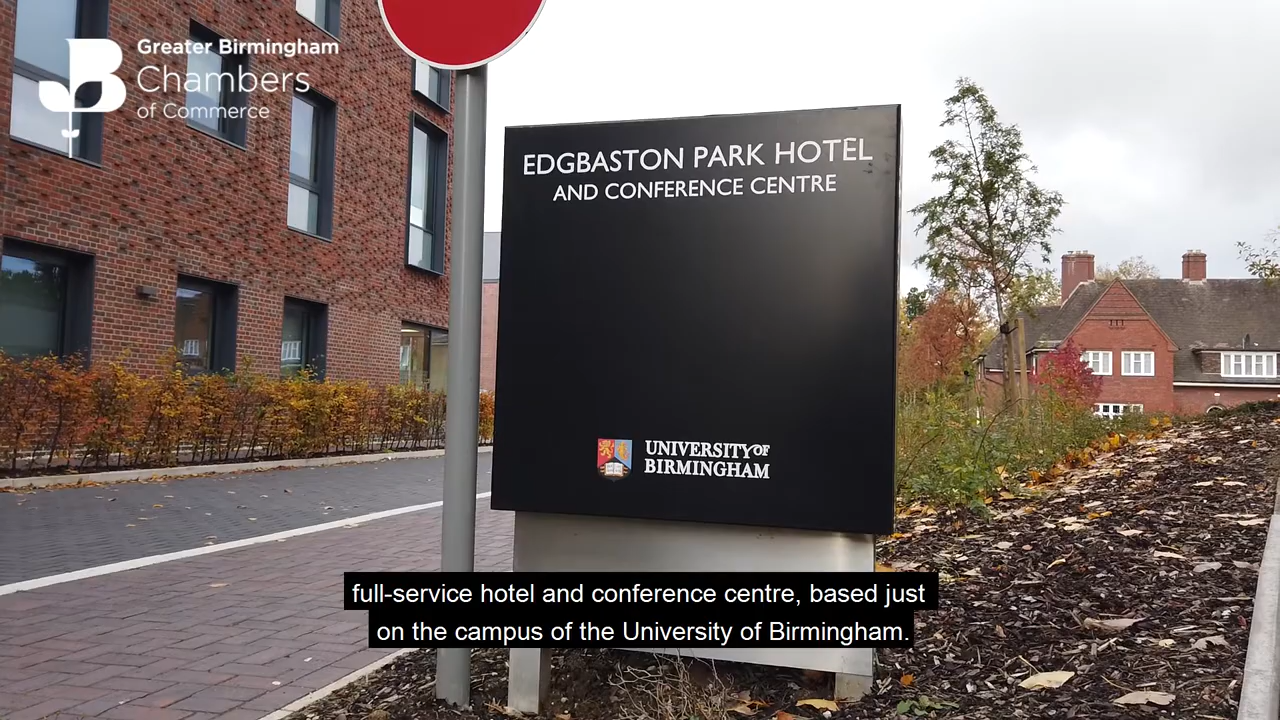 Greater Birmingham
Chambers
of Commerce
EDGBASTON PARK HOTEL
AND CONFERENCE CENTRE
UNIVERSITY OF
BIRMINGHAM
full-service hotel and conference centre, based just
on the campus of the University of Birmingham.